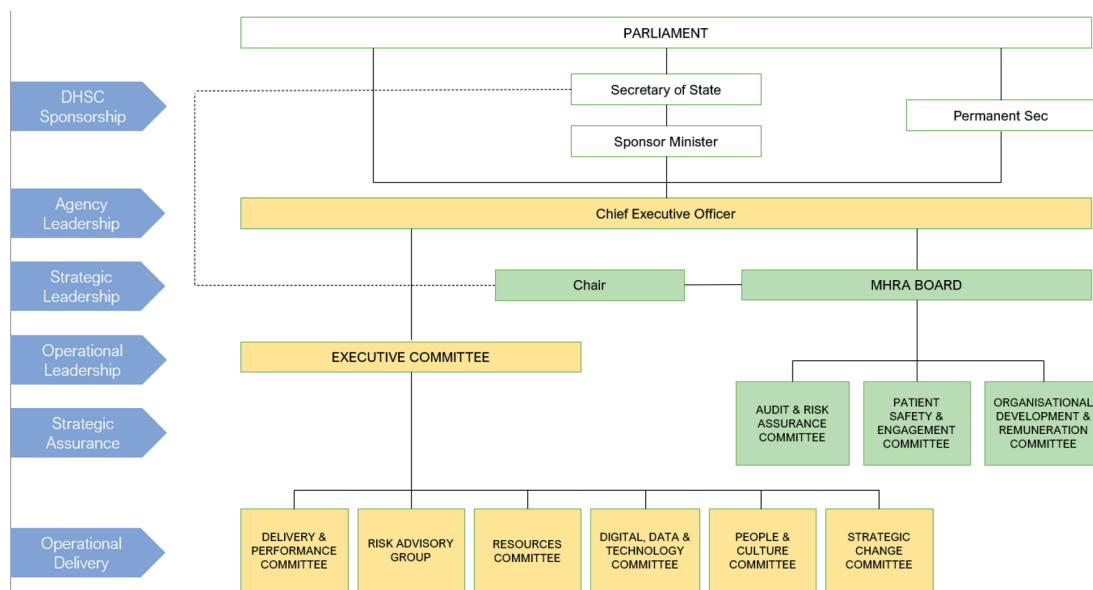 PARLIAMENT
DHSC
Sponsorship
Secretary of State
Permanent Sec
Sponsor Minister
Agency
Leadership
Chief Executive Officer
Strategic
Leadership
Chair
MHRA BOARD
Operational
Leadership
EXECUTIVE COMMITTEE
Strategic
Assurance
AUDIT & RISK
ASSURANCE
COMMITTEE
PATIENT
SAFETY &
ENGAGEMENT
COMMITTEE
ORGANISATIONAL
DEVELOPMENT &
REMUNERATION
COMMITTEE
Operational
Delivery
DELIVERY &
PERFORMANCE
COMMITTEE
RISK ADVISORY
GROUP
RESOURCES
COMMITTEE
DIGITAL, DATA &
TECHNOLOGY
COMMITTEE
PEOPLE &
CULTURE
COMMITTEE
STRATEGIC
CHANGE
COMMITTEE